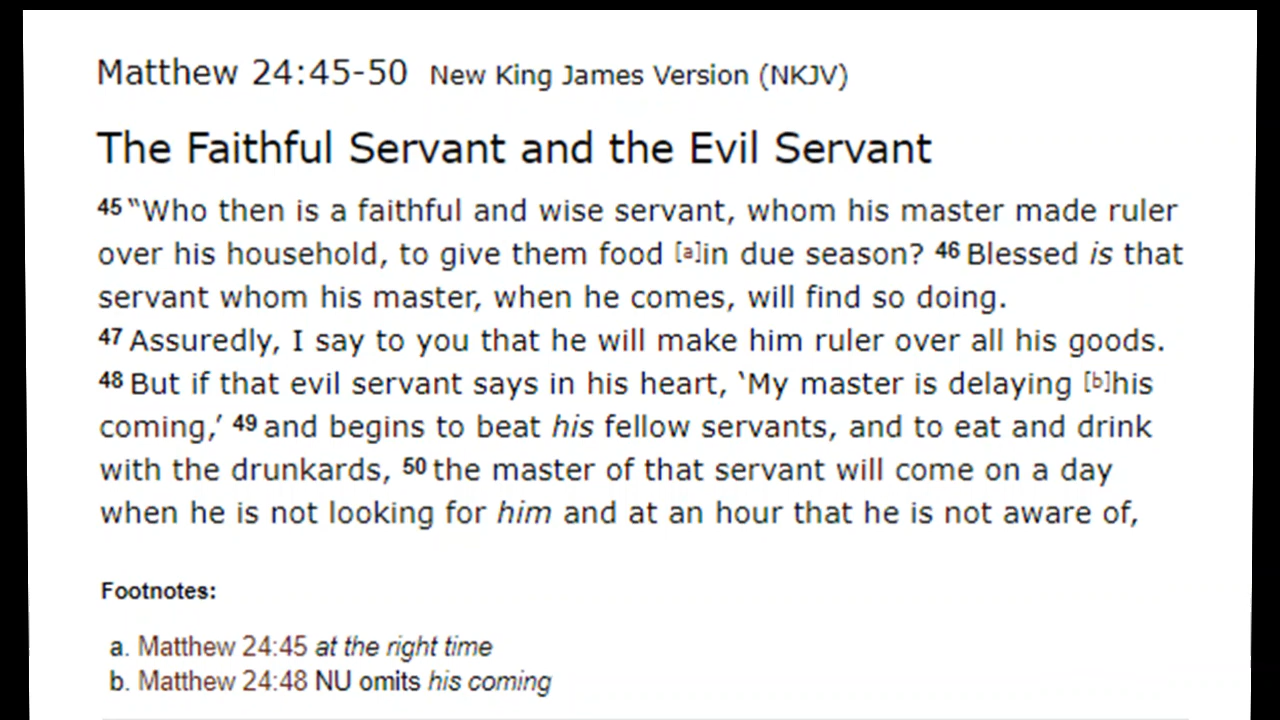 Matthew 24:45-50 New King James Version (NKJV)
The Faithful Servant and the Evil Servant
45 “Who then is a faithful and wise servant, whom his master made ruler
over his household, to give them food [a]in due season? 46 Blessed is that
servant whom his master, when he comes, will find so doing.
47 Assuredly, I say to you that he will make him ruler over all his goods.
48 But if that evil servant says in his heart, ‘My master is delaying [b]his
coming,’ 49 and begins to beat his fellow servants, and to eat and drink
with the drunkards, 50 the master of that servant will come on a day
when he is not looking for him and at an hour that he is not aware of,
Footnotes:
a. Matthew 24:45 at the right time
b. Matthew 24:48 NU omits his coming